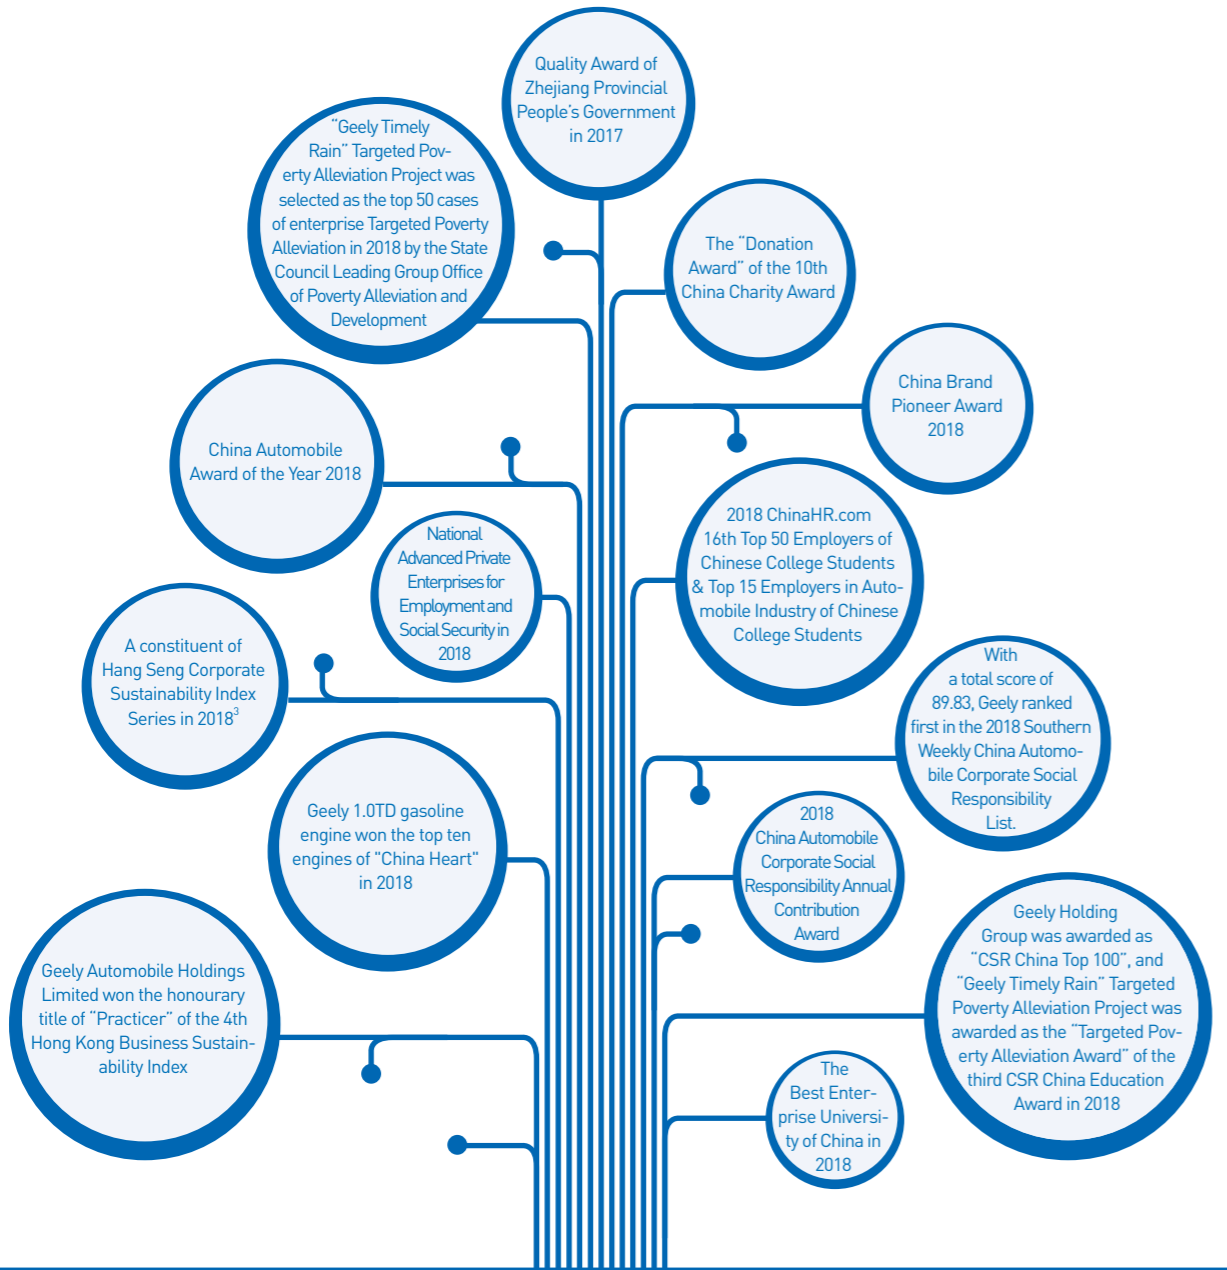 Quality Award of
Zhejiang Provincial
People's Government
in 2017
“Geely Timely
Rain” Targeted Pov-
erty Alleviation Project was
selected as the top 50 cases
of enterprise Targeted Poverty
Alleviation in 2018 by the State
Council Leading Group Office
of Poverty Alleviation and
Development
The “Donation
Award” of the 10th
China Charity Award
China Brand
Pioneer Award
2018
China Automobile
Award of the Year 2018
National
Advanced Private
Enterprises for
Employment and
Social Security in
2018
2018 ChinaHR.com
16th Top 50 Employers of
Chinese College Students
& Top 15 Employers in Auto-
mobile Industry of Chinese
College Students
A constituent of
Hang Seng Corporate
Sustainability Index
Series in 2018³
With
a total score of
89.83, Geely ranked
first in the 2018 Southern
Weekly China Automo-
bile Corporate Social
Responsibility
List.
Geely 1.0TD gasoline
engine won the top ten
engines of "China Heart"
in 2018
2018
China Automobile
Corporate Social
Responsibility Annual
Contribution
Award
Geely Automobile Holdings
Limited won the honourary
title of “Practicer” of the 4th
Hong Kong Business Sustain-
ability Index
Geely Holding
Group was awarded as
“CSR China Top 100”, and
“Geely Timely Rain” Targeted
Poverty Alleviation Project was
awarded as the “Targeted Pov-
erty Alleviation Award” of the
third CSR China Education
Award in 2018
The
Best Enter-
prise Universi-
ty of China in
2018